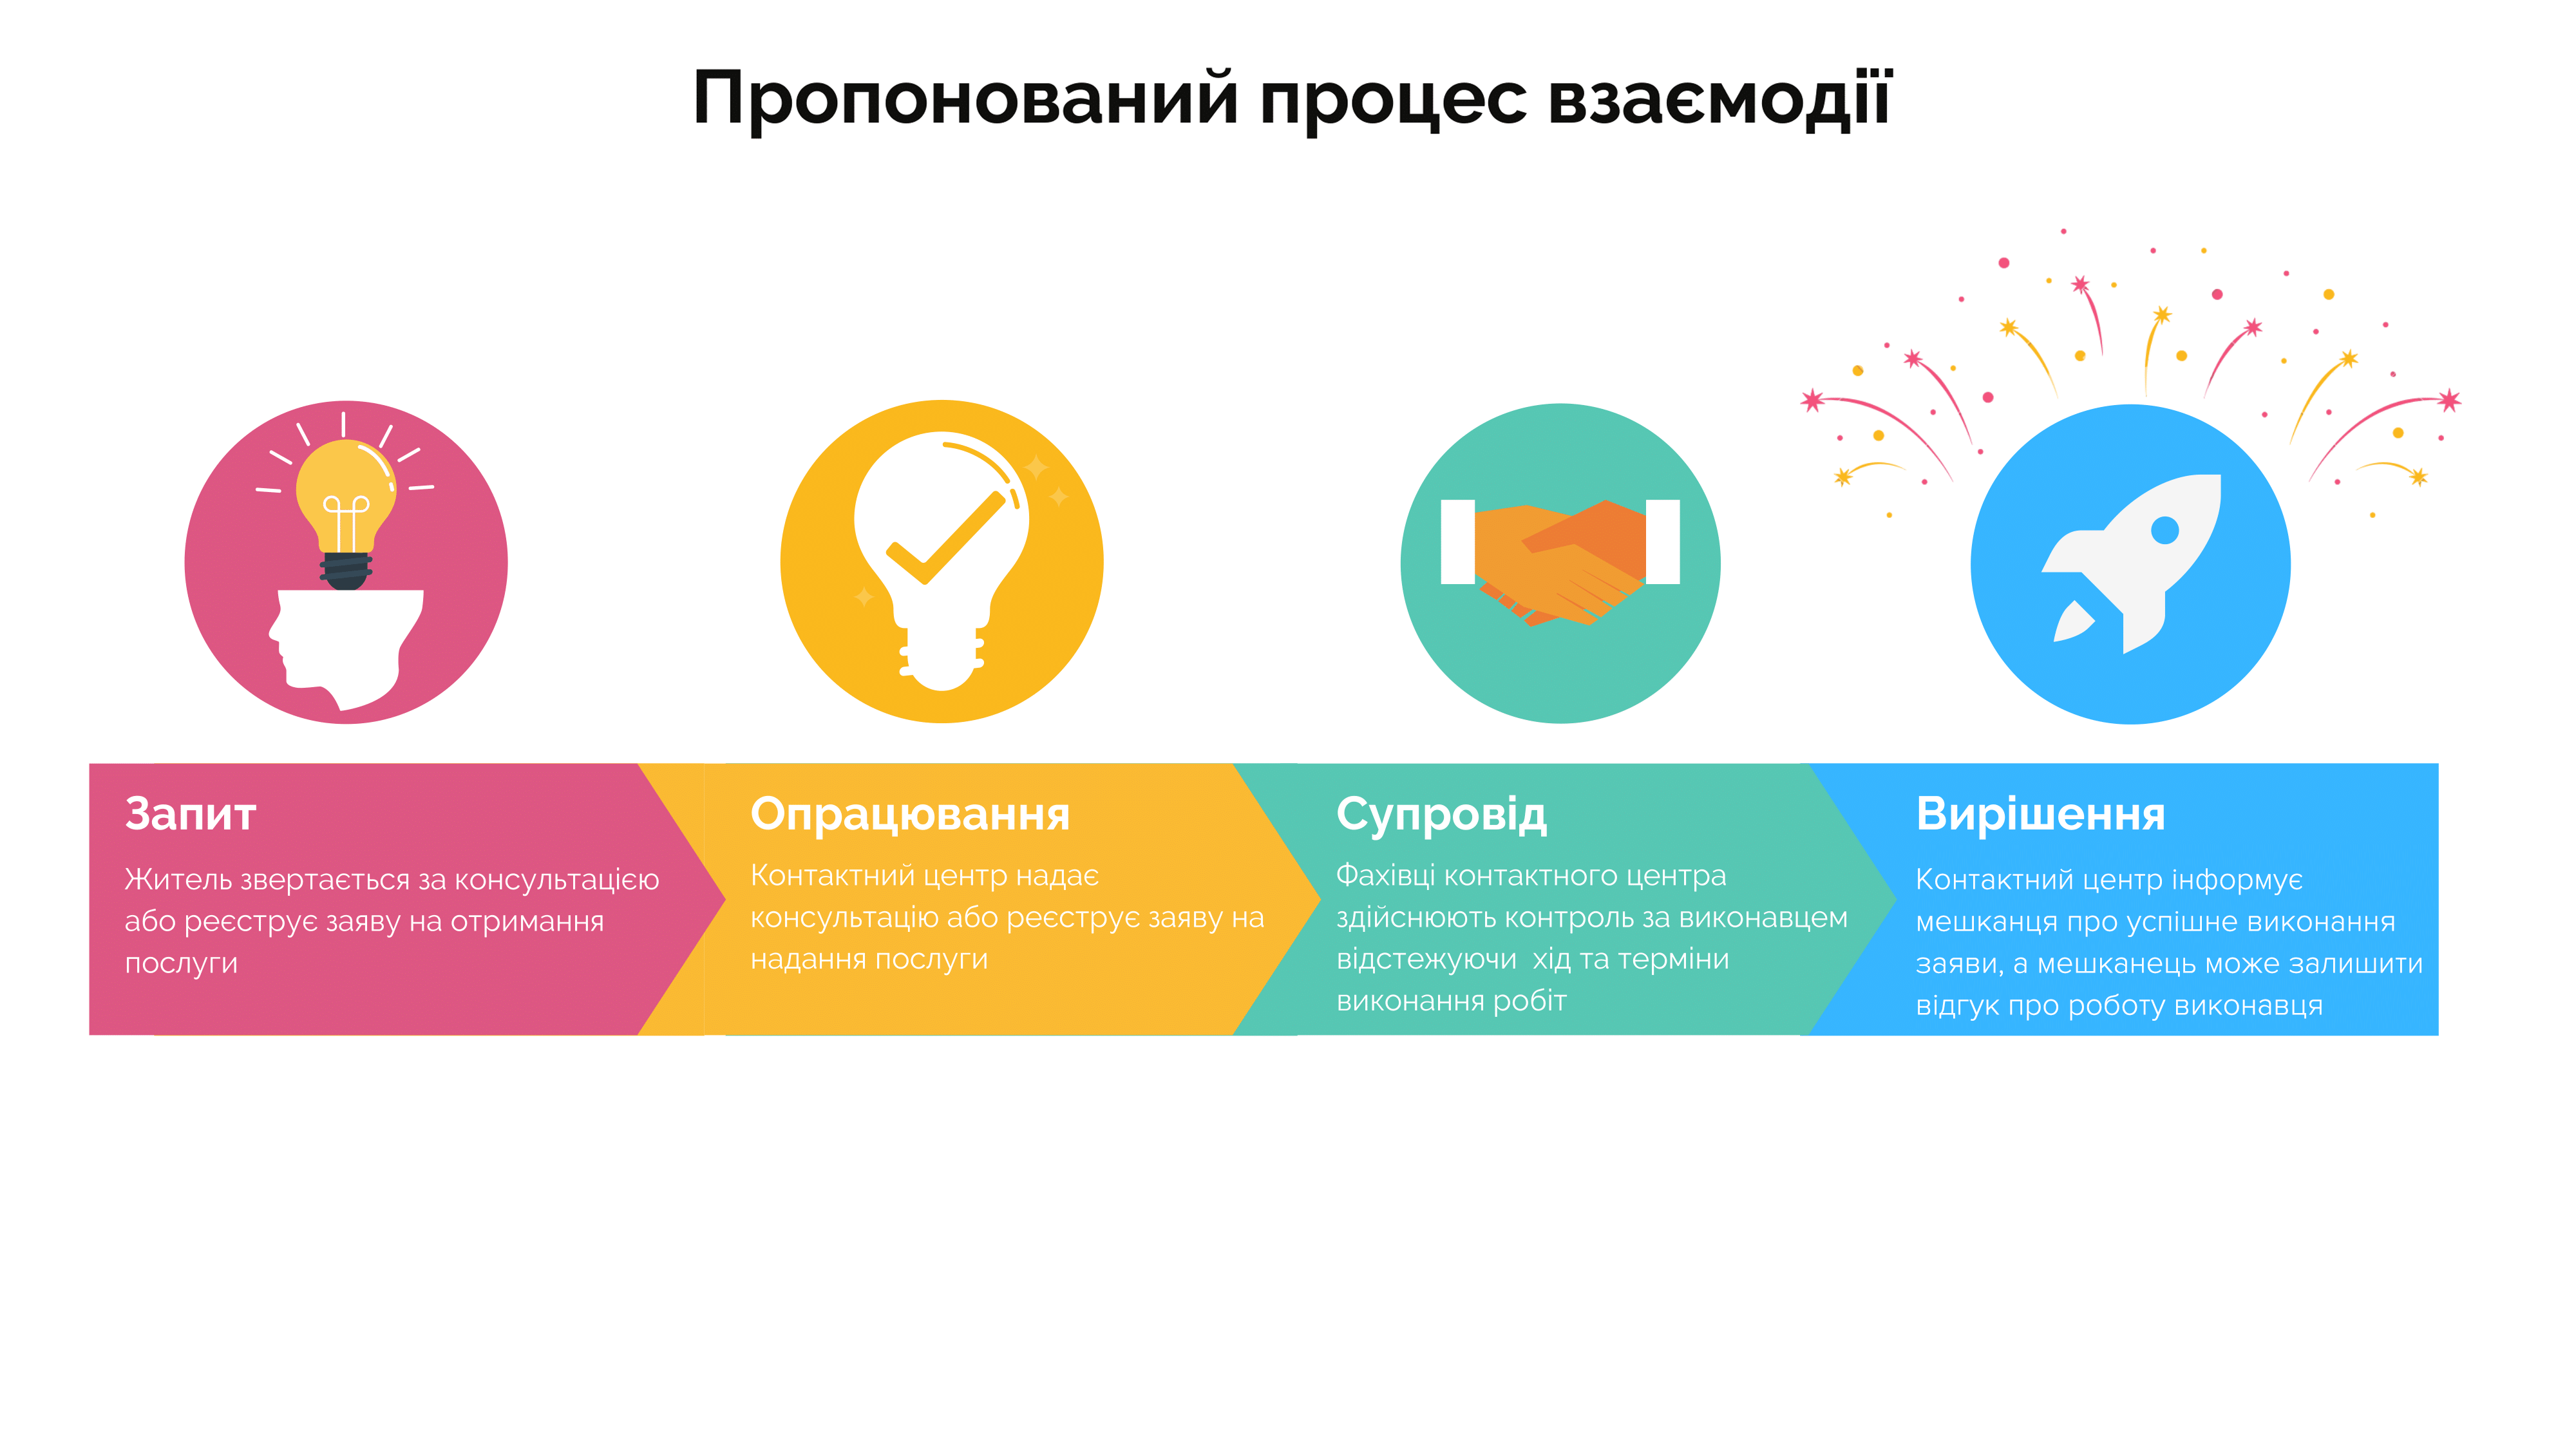 Пропонований процес взаємодії
Запит
Житель звертається за консультацією
або реєструє заяву на отримання
послуги
Опрацювання
Контактний центр надає
консультацію або реєструє заяву на
надання послуги
Супровід
Фахівці контактного центра
здійснюють контроль за виконавцем
відстежуючи  хід та терміни
виконання робіт
Вирішення
Контактний центр інформує
мешканця про успішне виконання
заяви, а мешканець може залишити
відгук про роботу виконавця